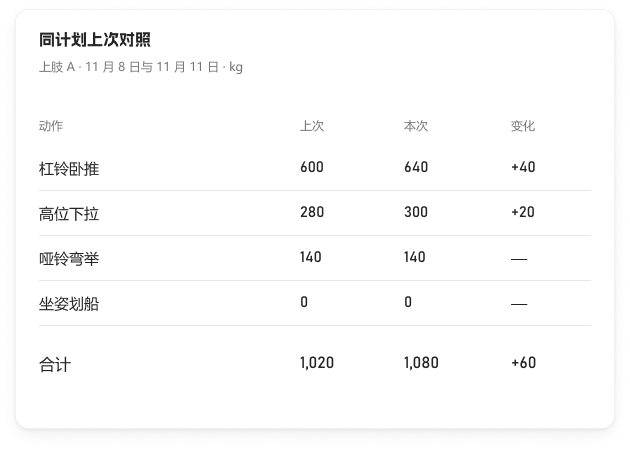 同计划上次对照
上肢 A · 11 月 8 日与 11 月 11 日 · kg
动作 上次 本次 变化
杠铃卧推 600 640 +40
高位下拉 280 300 +20
哑铃弯举 140 140 —
坐姿划船 0 0 —
合计 1,020 1,080 +60